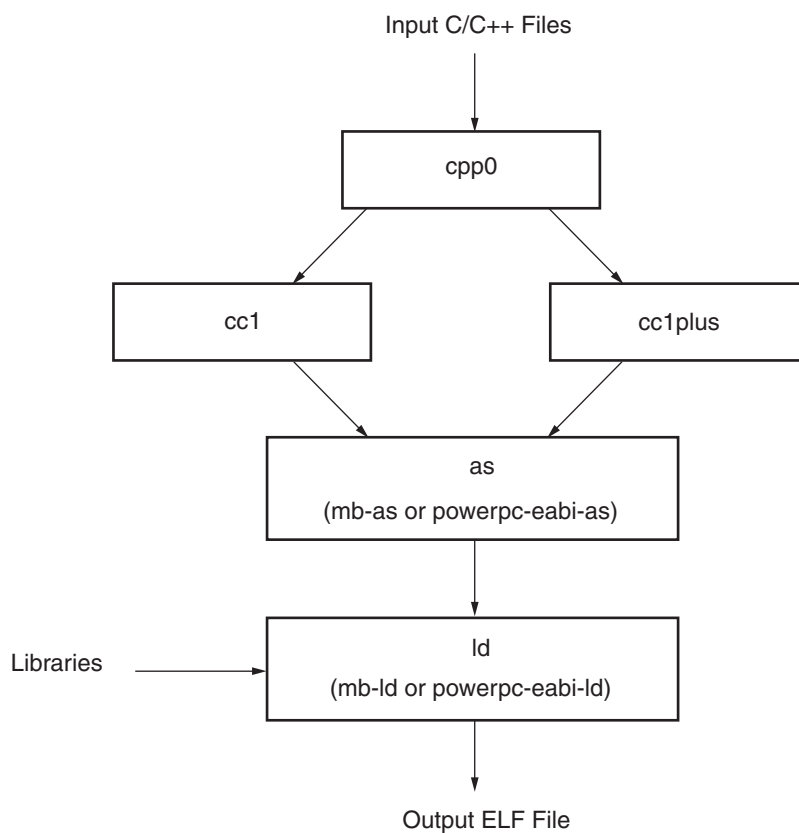 Input C/C++ Files
cpp0
cc1
cc1plus
as
(mb-as or powerpc-eabi-as)
ld
Libraries
(mb-ld or powerpc-eabi-ld)
Output ELF File